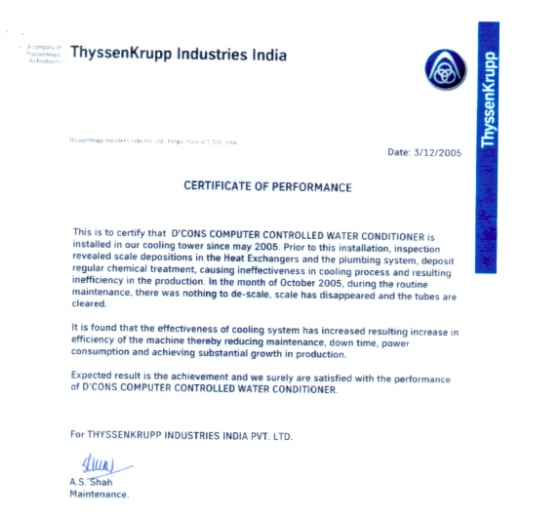 A company of
ThyssenKrupp
Technologies
ThyssenKrupp Industries India
ThyssenKrupp
ThyssenKrupp Industries India Pvt. Ltd., Pimpri, Pune India
Date: 3/12/2005
CERTIFICATE OF PERFORMANCE
This is to certify that D'CONS COMPUTER CONTROLLED WATER CONDITIONER is
installed in our cooling tower since may 2005. Prior to this installation, inspection
revealed scale depositions in the Heat Exchangers and the plumbing system, deposit
regular chemical treatment, causing ineffectiveness in cooling process and resulting
inefficiency in the production. In the month of October 2005, during the routine
maintenance, there was nothing to de-scale, scale has disappeared and the tubes are
cleared.
It is found that the effectiveness of cooling system has increased resulting increase in
efficiency of the machine thereby reducing maintenance, down time, power
consumption and achieving substantial growth in production.
Expected result is the achievement and we surely are satisfied with the performance
of D'CONS COMPUTER CONTROLLED WATER CONDITIONER.
For THYSSENKRUPP INDUSTRIES INDIA PVT. LTD.
A.S. Shah
Maintenance.